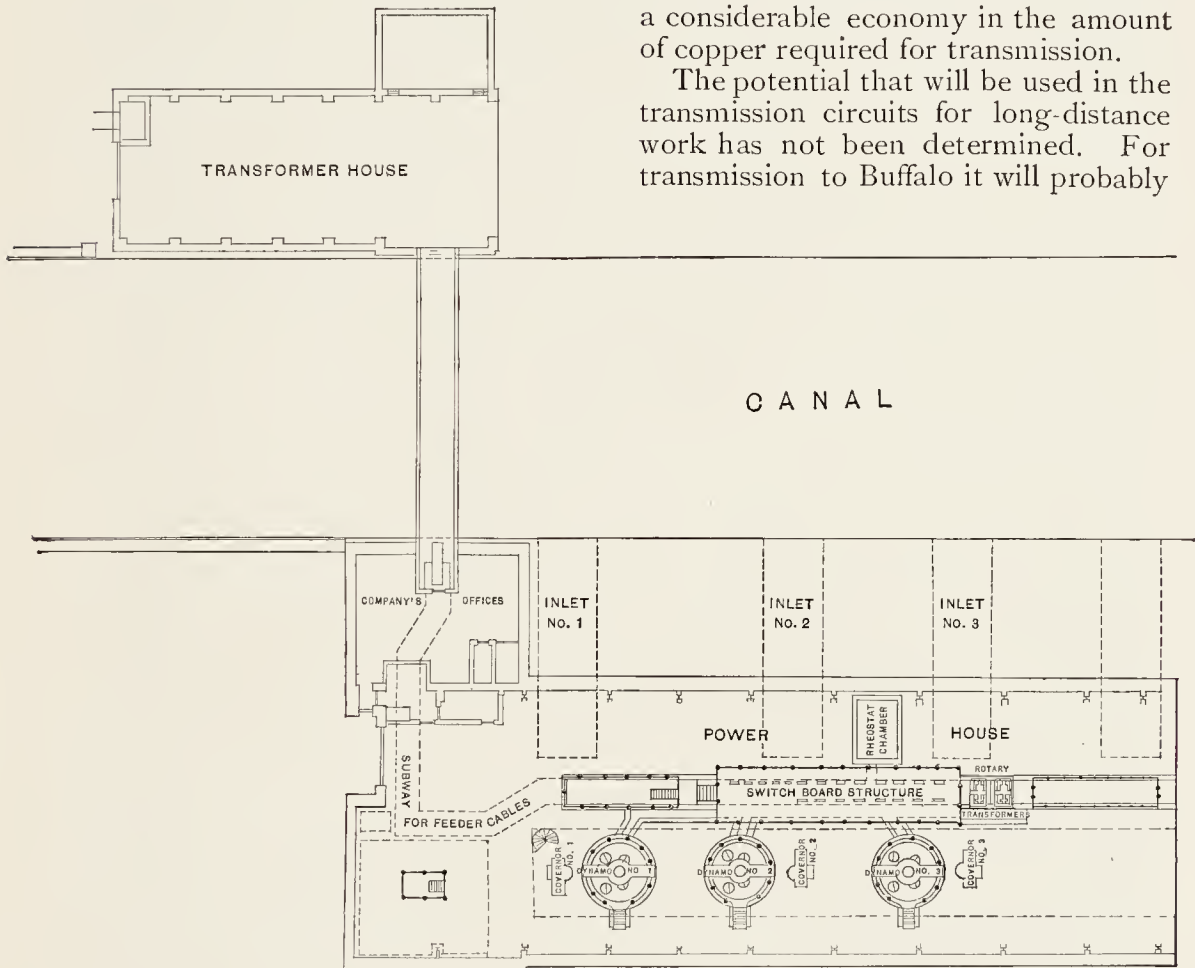 a considerable economy in the amount
of copper required for transmission.
The potential that will be used in the
transmission circuits for long-distance
work has not been determined. For
transmission to Buffalo it will probably
TRANSFORMER HOUSE
CANAL
COMPANY'S OFFICES
INLET
No. 1
INLET
No. 2
INLET
No. 3
POWER HOUSE
RHEOSTAT
CHAMBER
SUBWAY
FOR FEEDER CABLES
SWITCH BOARD STRUCTURE
ROTARY
TRANSFORMERS
GOVERNOR
NO. 1
DYNAMO NO 1
DYNAMO NO 2
GOVERNOR
NO. 2
DYNAMO NO. 3
GOVERNOR
NO. 3